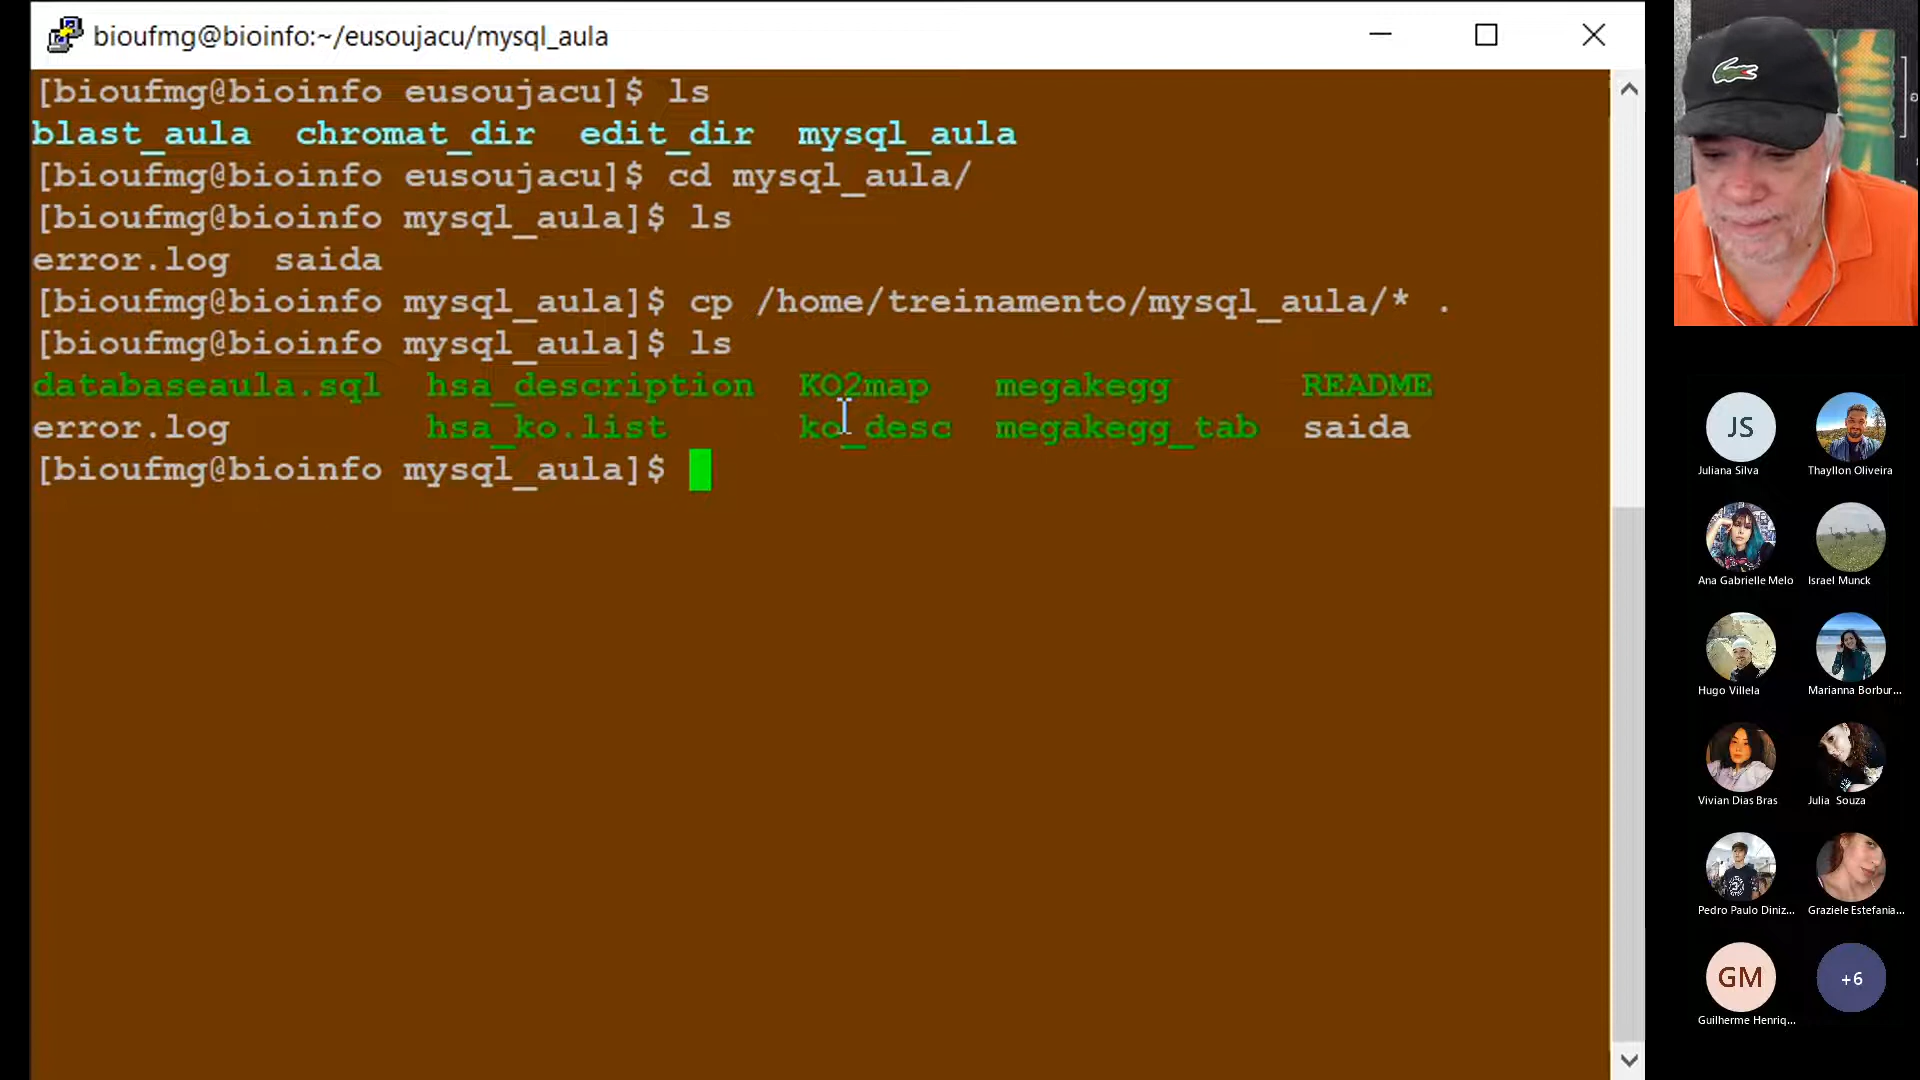 bioufmg@bioinfo:~/eusoujacu/mysql_aula
[bioufmg@bioinfo eusoujacu]$ ls
blast_aula  chromat_dir  edit_dir  mysql_aula
[bioufmg@bioinfo eusoujacu]$ cd mysql_aula/
[bioufmg@bioinfo mysql_aula]$ ls
error.log  saida
[bioufmg@bioinfo mysql_aula]$ cp /home/treinamento/mysql_aula/* .
[bioufmg@bioinfo mysql_aula]$ ls
databaseaula.sql  hsa_description  KO2map  megakegg  README
error.log  hsa_ko.list  ko_desc  megakegg_tab  saida
[bioufmg@bioinfo mysql_aula]$
JS
Juliana Silva
Thayllon Oliveira
Ana Gabrielle Melo
Israel Munck
Hugo Villela
Marianna Borbur...
Vivian Dias Bras
Julia Souza
Pedro Paulo Diniz...
Graziele Estefania...
GM
+6
Guilherme Henriq...